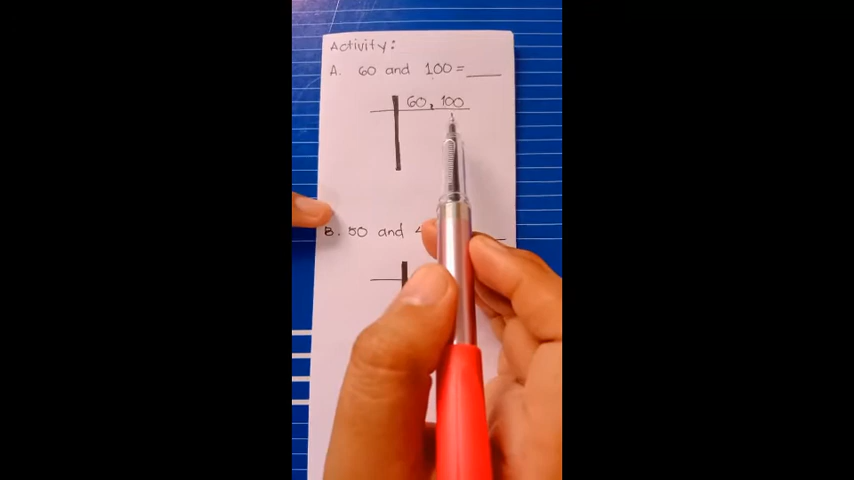 Activity:
A. 60 and 100 = ____
60, 100
B. 50 and